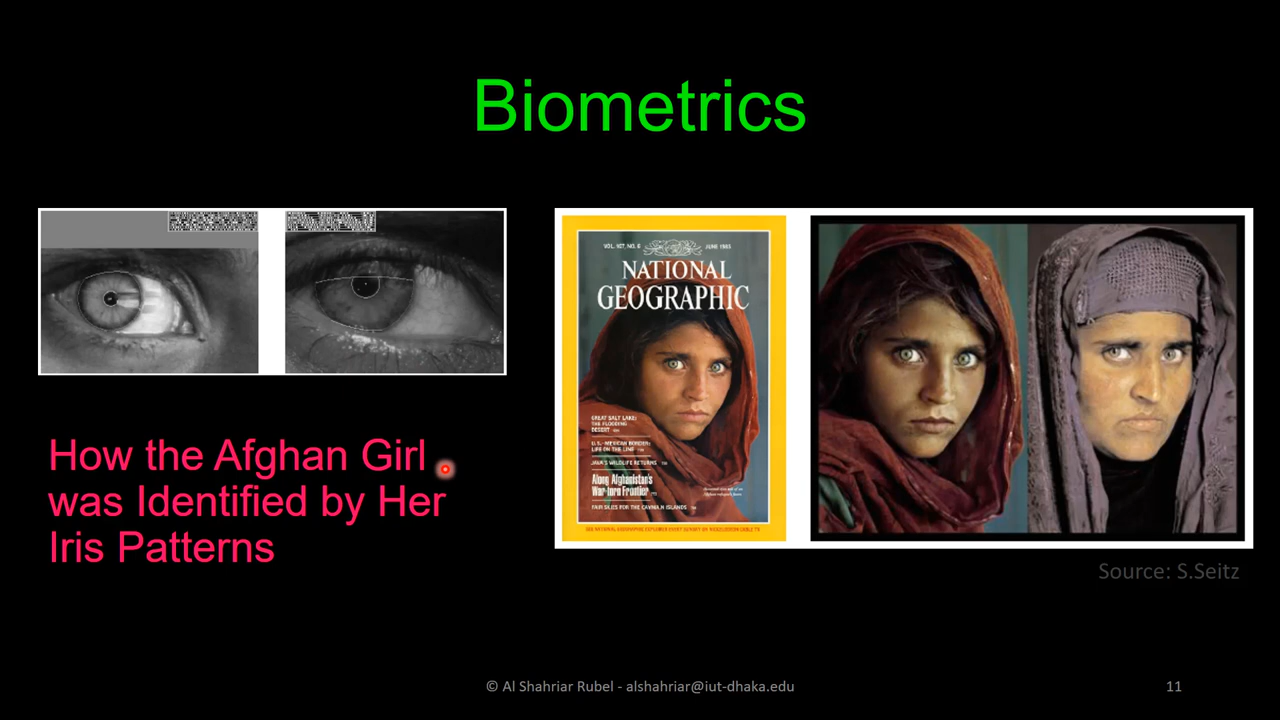 Biometrics
How the Afghan Girl
was Identified by Her
Iris Patterns
VOL. 167, NO. 6
JUNE 1985
NATIONAL
GEOGRAPHIC
GREAT SALT LAKE:
THE FLOODING
DESERT
U.S.-MEXICAN BORDER:
LIFE ON THE LINE
JAVA'S WILDLIFE RETURNS
Along Afghanistan's
War-torn Frontier
FAIR SKIES FOR THE CAYMAN ISLANDS
Source: S.Seitz
© Al Shahriar Rubel - alshahriar@iut-dhaka.edu
11